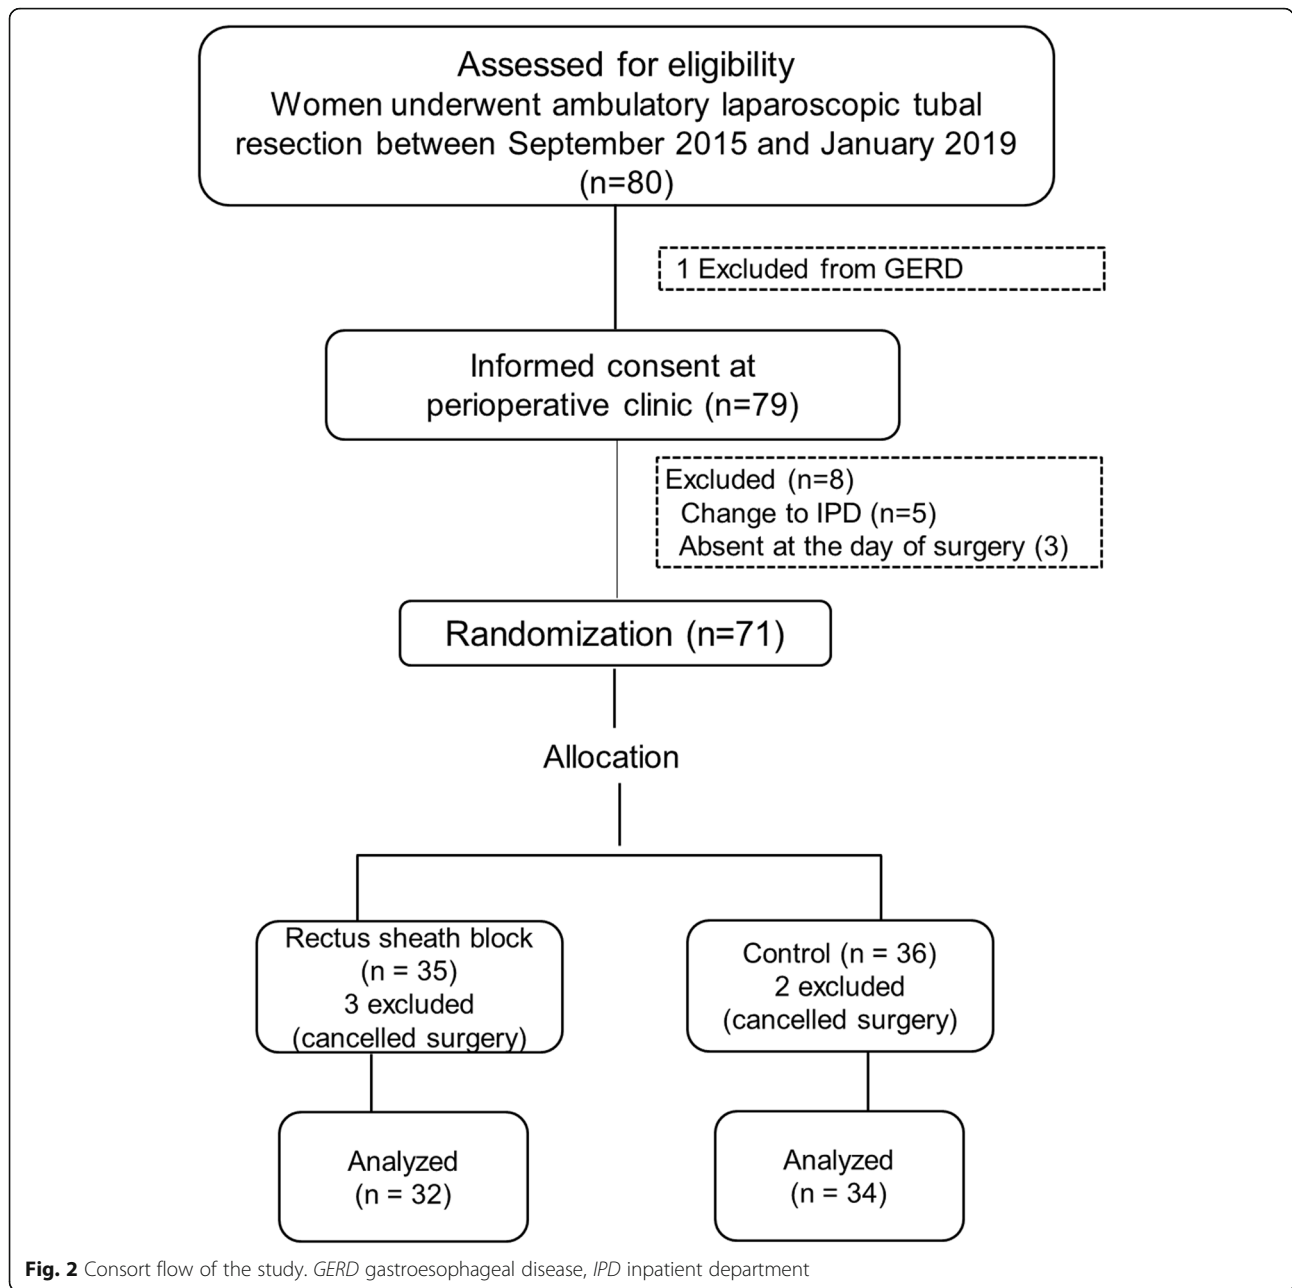 Assessed for eligibility
Women underwent ambulatory laparoscopic tubal
resection between September 2015 and January 2019
(n=80)
1 Excluded from GERD
Informed consent at
perioperative clinic (n=79)
Excluded (n=8)
Change to IPD (n=5)
Absent at the day of surgery (3)
Randomization (n=71)
Allocation
Rectus sheath block
(n = 35)
3 excluded
(cancelled surgery)
Control (n = 36)
2 excluded
(cancelled surgery)
Analyzed
(n = 32)
Analyzed
(n = 34)
Fig. 2 Consort flow of the study. GERD gastroesophageal disease, IPD inpatient department